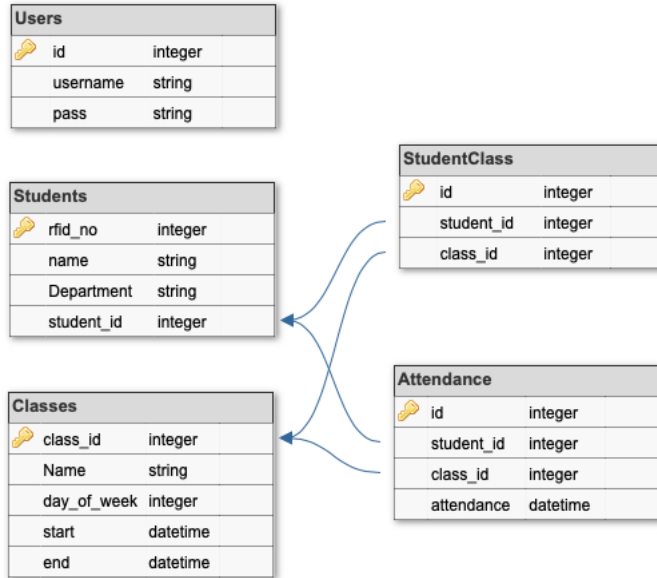 Users
id integer
username string
pass string
Students
rfid_no integer
name string
Department string
student_id integer
Classes
class_id integer
Name string
day_of_week integer
start datetime
end datetime
StudentClass
id integer
student_id integer
class_id integer
Attendance
id integer
student_id integer
class_id integer
attendance datetime